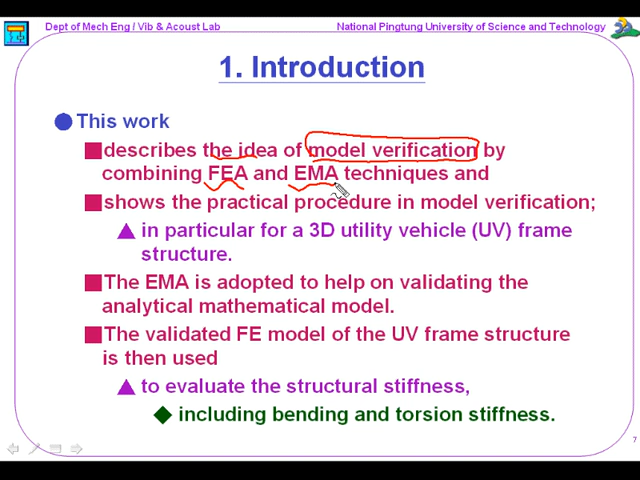 Dept of Mech Eng / Vib & Acoust Lab
National Pingtung University of Science and Technology
1. Introduction
This work
describes the idea of model verification by
combining FEA and EMA techniques and
shows the practical procedure in model verification;
in particular for a 3D utility vehicle (UV) frame
structure.
The EMA is adopted to help on validating the
analytical mathematical model.
The validated FE model of the UV frame structure
is then used
to evaluate the structural stiffness,
including bending and torsion stiffness.
7